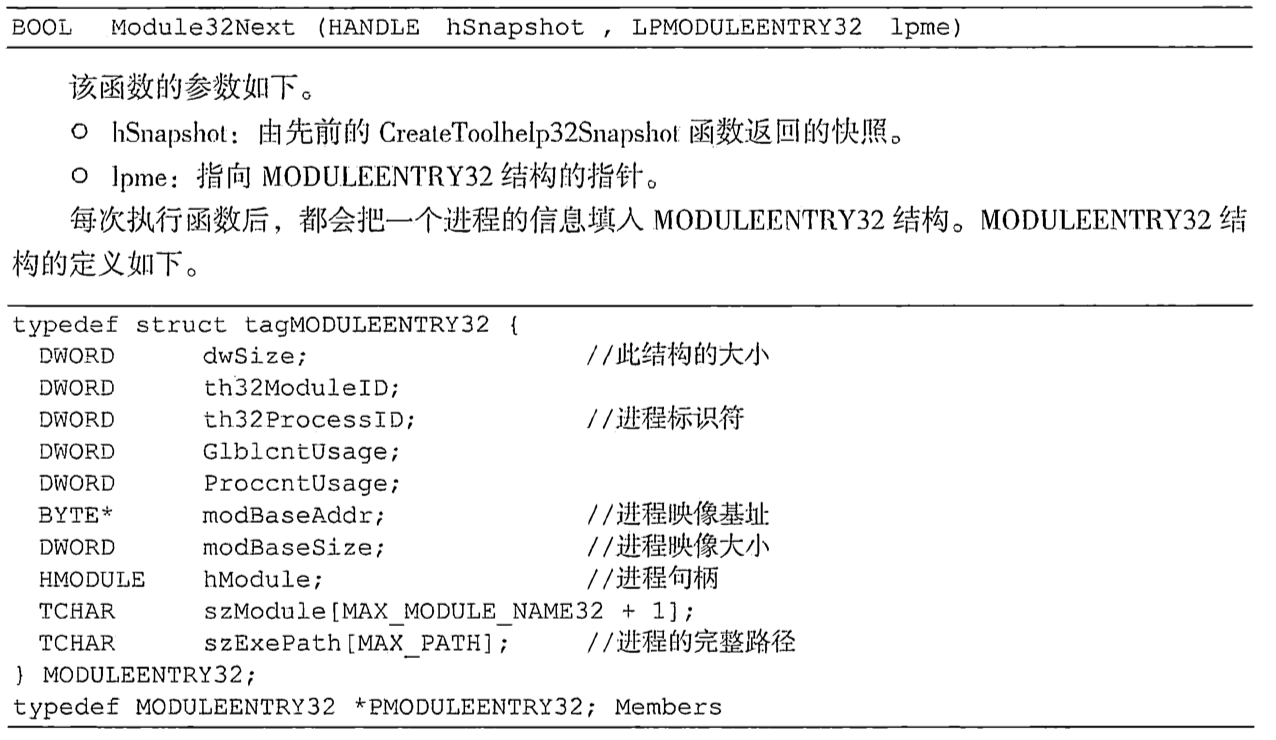 BOOL Module32Next (HANDLE hSnapshot , LPMODULEENTRY32 lpme)
该函数的参数如下。
○ hSnapshot：由先前的 CreateToolhelp32Snapshot 函数返回的快照。
○ lpme：指向 MODULEENTRY32 结构的指针。
每次执行函数后，都会把一个进程的信息填入 MODULEENTRY32 结构。MODULEENTRY32 结
构的定义如下。
typedef struct tagMODULEENTRY32 {
DWORD dwSize; //此结构的大小
DWORD th32ModuleID;
DWORD th32ProcessID; //进程标识符
DWORD GlblcntUsage;
DWORD ProccntUsage;
BYTE* modBaseAddr; //进程映像基址
DWORD modBaseSize; //进程映像大小
HMODULE hModule; //进程句柄
TCHAR szModule[MAX_MODULE_NAME32 + 1];
TCHAR szExePath[MAX_PATH]; //进程的完整路径
} MODULEENTRY32;
typedef MODULEENTRY32 *PMODULEENTRY32; Members